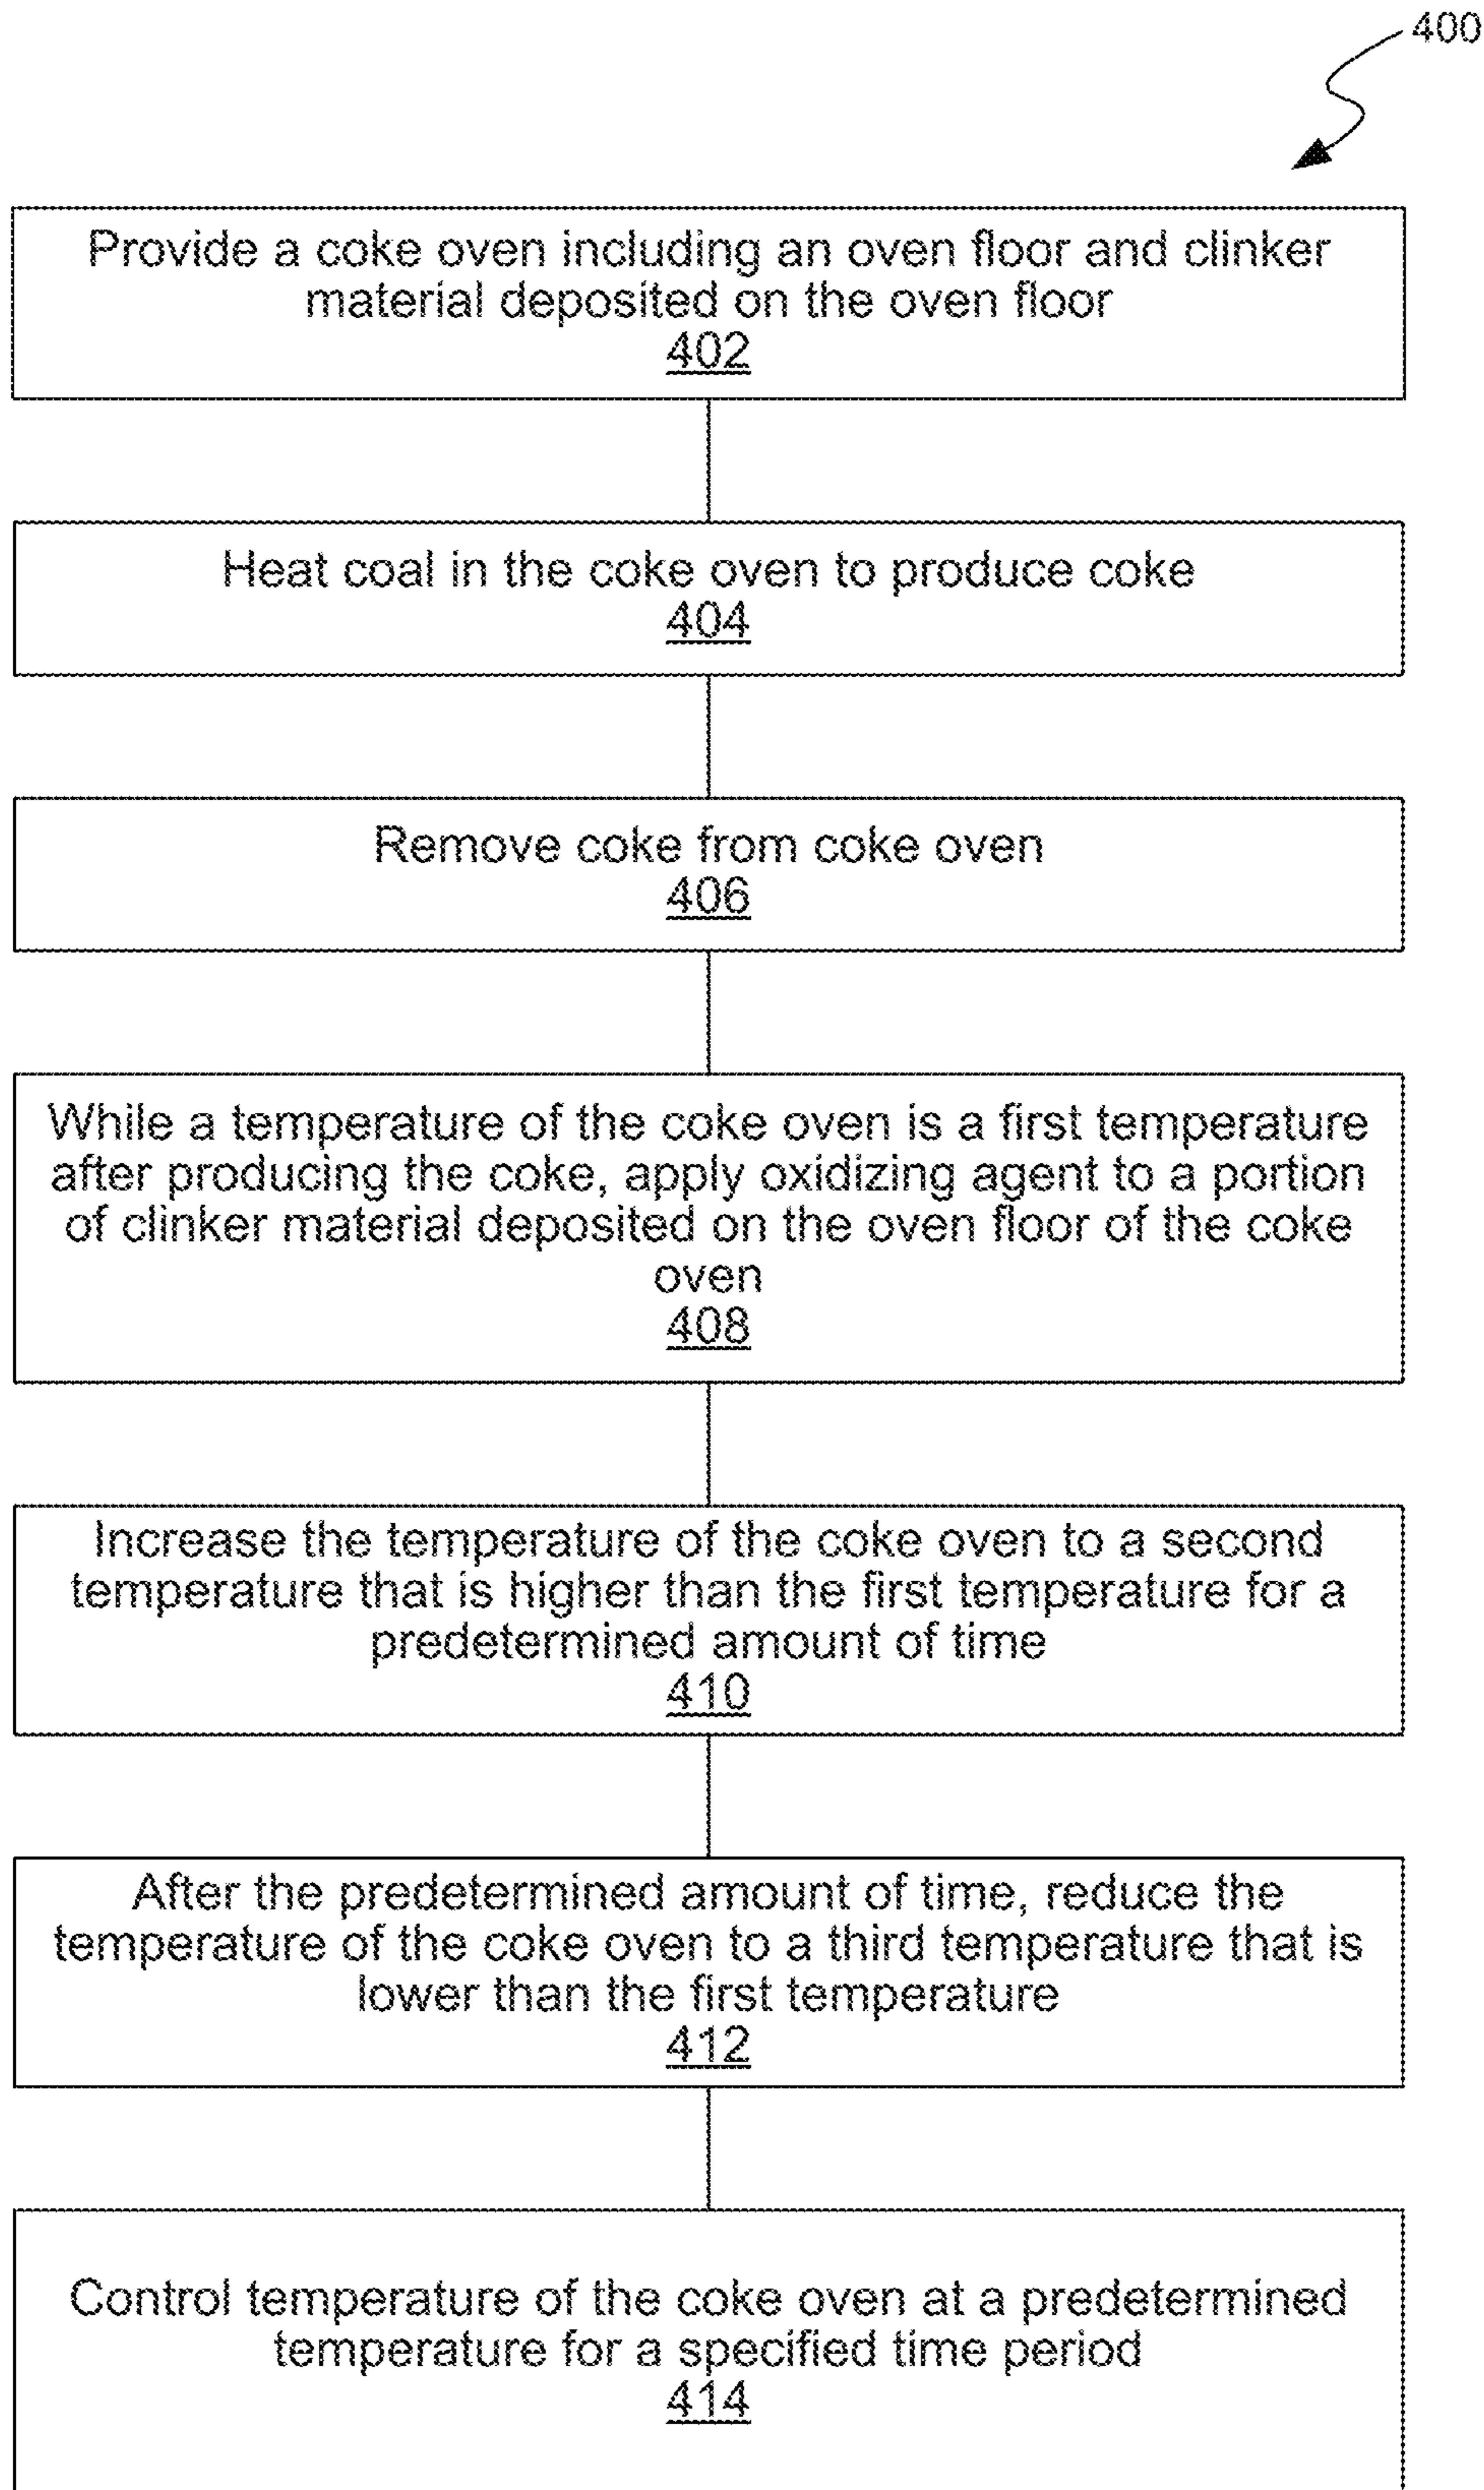 400
Provide a coke oven including an oven floor and clinker
material deposited on the oven floor
402
Heat coal in the coke oven to produce coke
404
Remove coke from coke oven
406
While a temperature of the coke oven is a first temperature
after producing the coke, apply oxidizing agent to a portion
of clinker material deposited on the oven floor of the coke
oven
408
Increase the temperature of the coke oven to a second
temperature that is higher than the first temperature for a
predetermined amount of time
410
After the predetermined amount of time, reduce the
temperature of the coke oven to a third temperature that is
lower than the first temperature
412
Control temperature of the coke oven at a predetermined
temperature for a specified time period
414